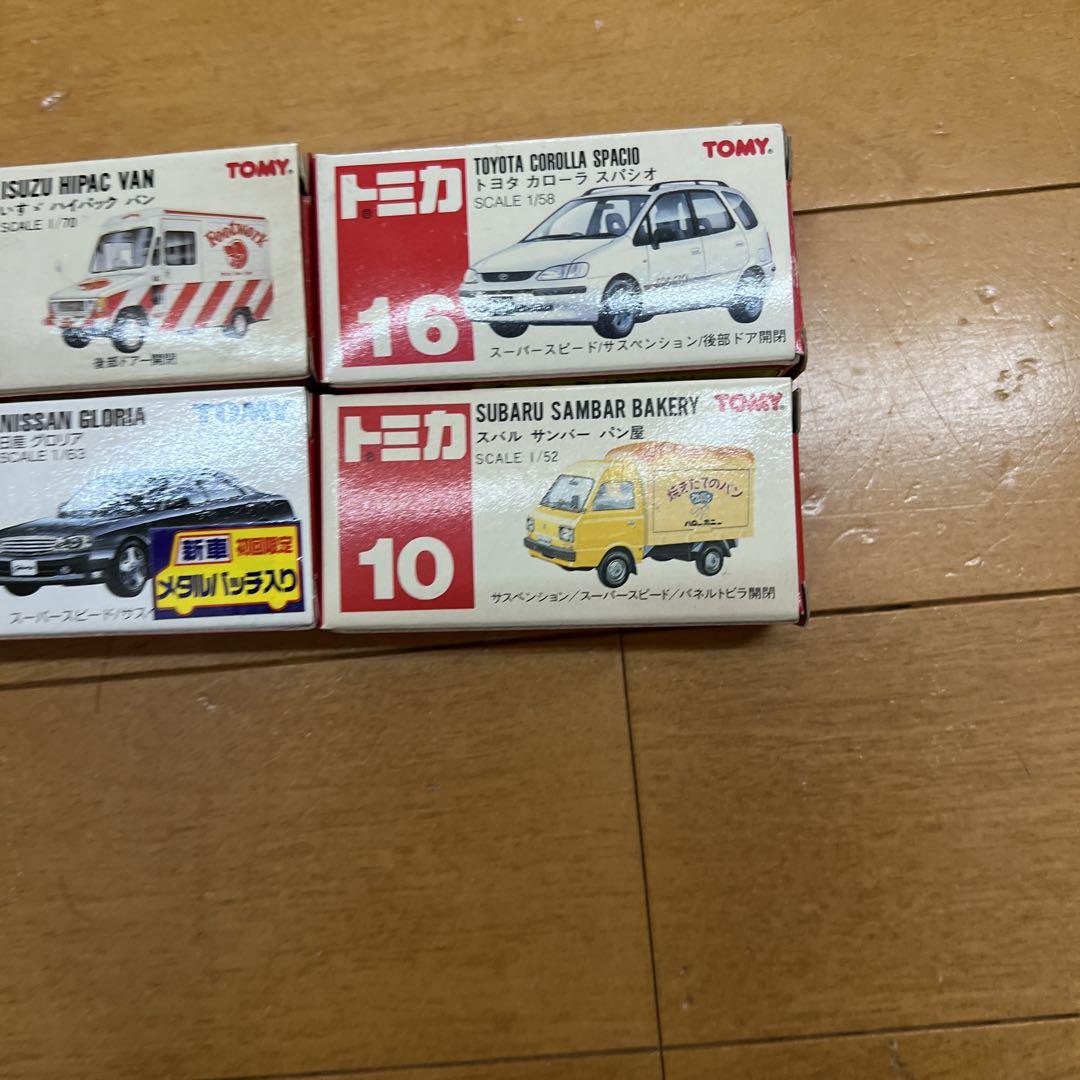 ISUZU HIPAC VAN
いすゞ ハイパック バン
SCALE 1/70
TOMY
Footwork
後部ドアー開閉
トミカ
16
TOYOTA COROLLA SPACIO
トヨタ カローラ スパシオ
SCALE 1/58
TOMY
スーパースピード/サスペンション/後部ドア開閉
NISSAN GLORIA
日産 グロリア
SCALE 1/63
TOMY
新車 初回限定
メタルバッチ入り
スーパースピード/サスペ
トミカ
10
SUBARU SAMBAR BAKERY
スバル サンバー パン屋
SCALE 1/52
TOMY
焼きたてのパン
サスペンション/スーパースピード/パネルトビラ開閉